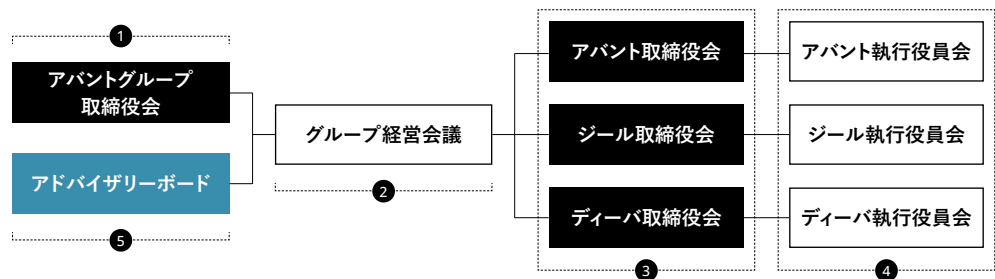 1
アバントグループ
取締役会
アドバイザリーボード
5
グループ経営会議
2
アバント取締役会
ジール取締役会
ディーバ取締役会
3
アバント執行役員会
ジール執行役員会
ディーバ執行役員会
4